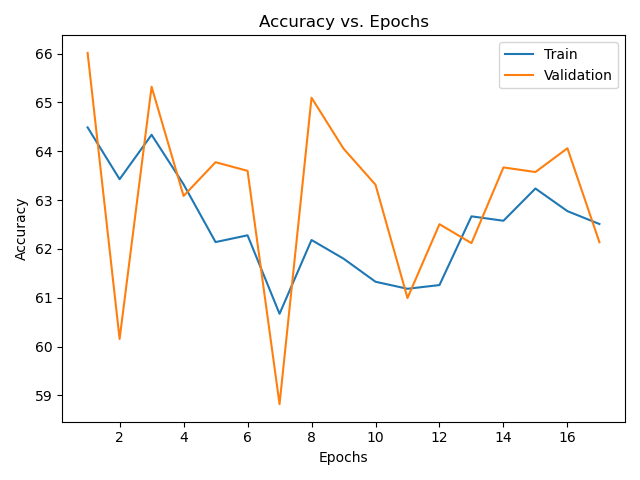 Accuracy vs. Epochs
Train
Validation
66
65
64
63
62
61
60
59
Accuracy
2 4 6 8 10 12 14 16
Epochs